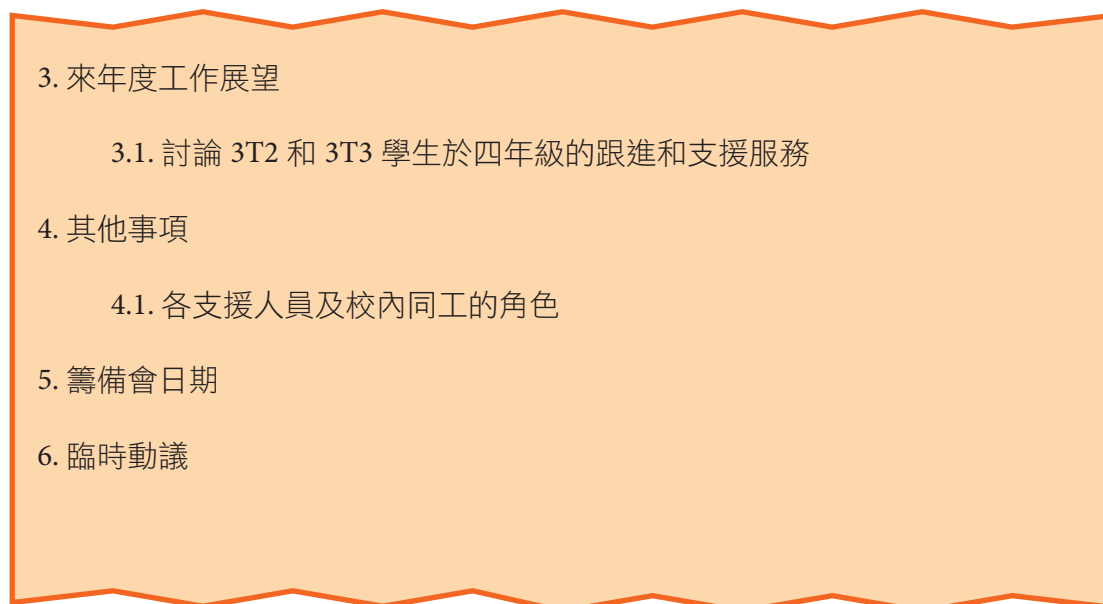 3. 來年度工作展望
3.1. 討論 3T2 和 3T3 學生於四年級的跟進和支援服務
4. 其他事項
4.1. 各支援人員及校內同工的角色
5. 籌備會日期
6. 臨時動議